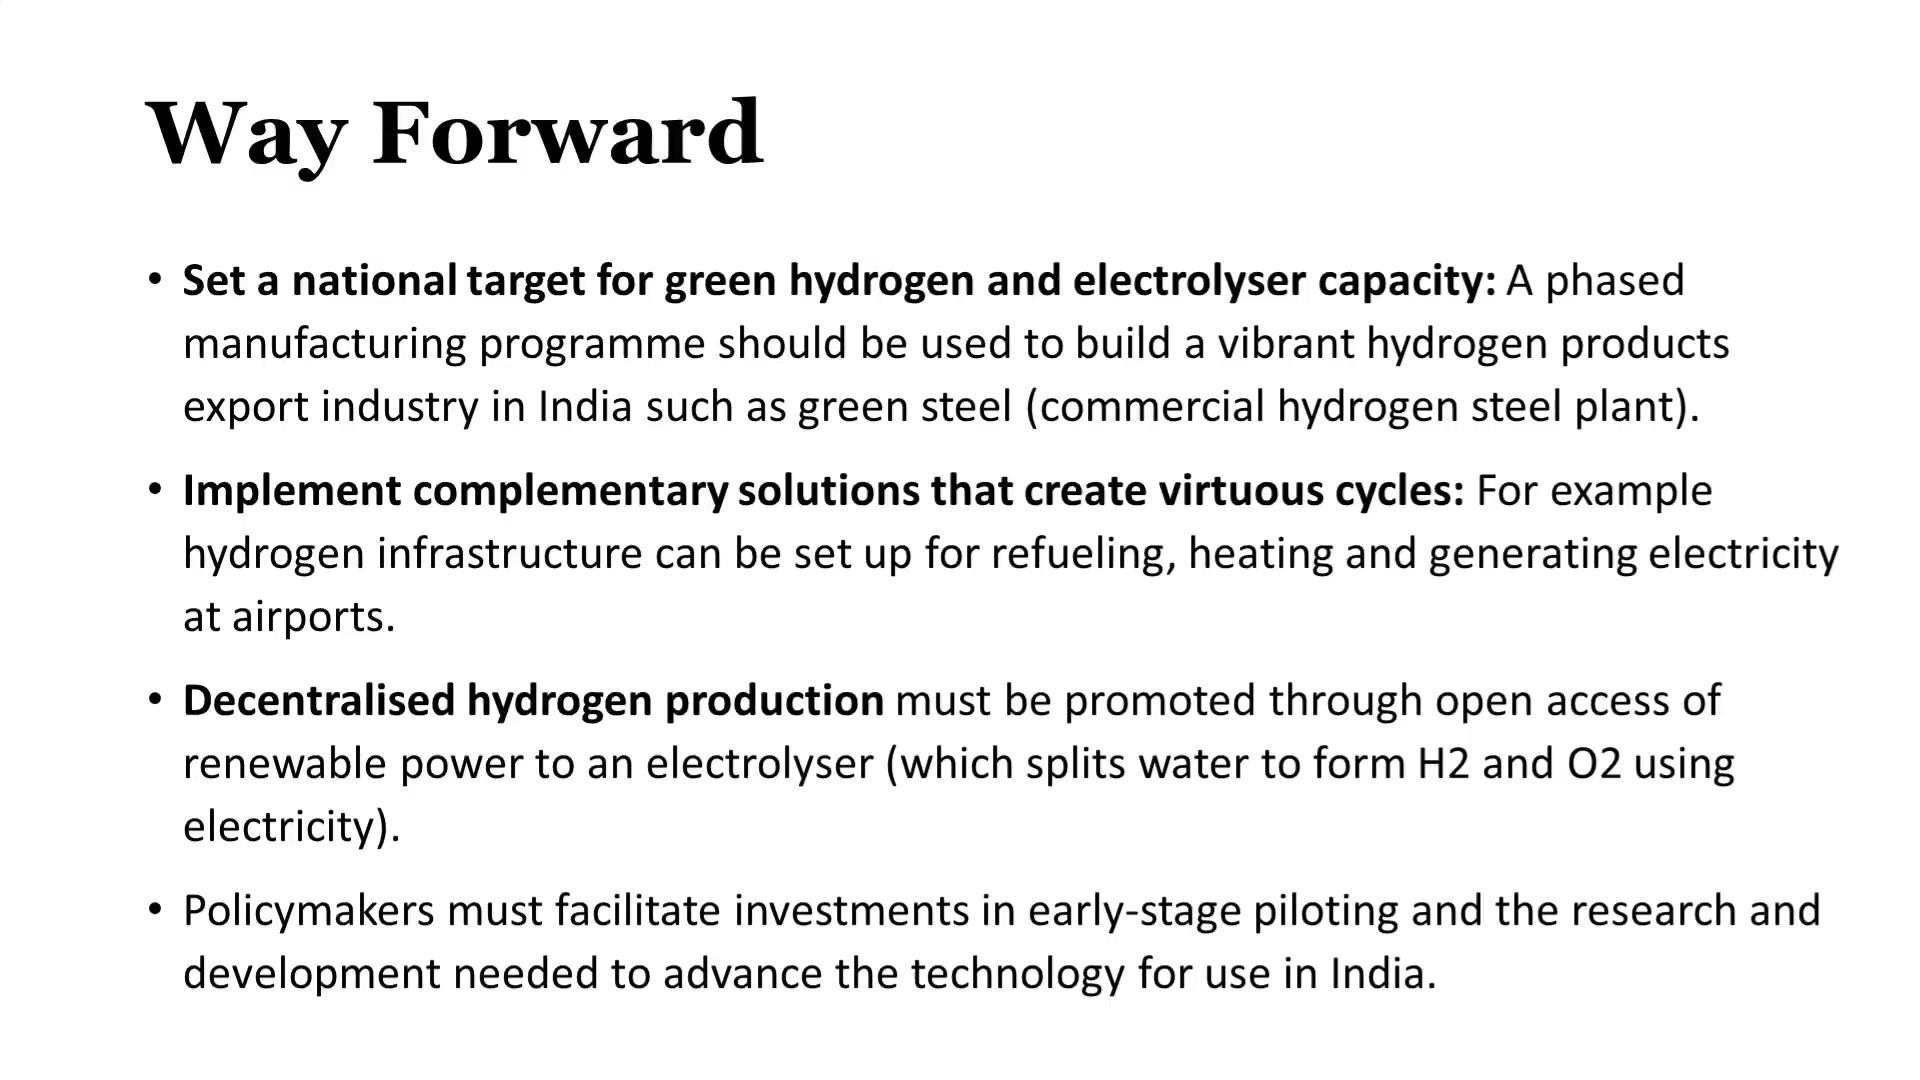 Way Forward
• Set a national target for green hydrogen and electrolyser capacity: A phased
manufacturing programme should be used to build a vibrant hydrogen products
export industry in India such as green steel (commercial hydrogen steel plant).
• Implement complementary solutions that create virtuous cycles: For example
hydrogen infrastructure can be set up for refueling, heating and generating electricity
at airports.
• Decentralised hydrogen production must be promoted through open access of
renewable power to an electrolyser (which splits water to form H2 and O2 using
electricity).
• Policymakers must facilitate investments in early-stage piloting and the research and
development needed to advance the technology for use in India.